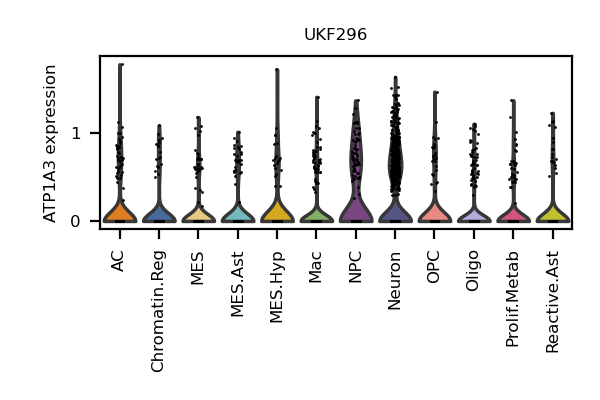 UKF296
ATP1A3 expression
1
0
AC
Chromatin.Reg
MES
MES.Ast
MES.Hyp
Mac
NPC
Neuron
OPC
Oligo
Prolif.Metab
Reactive.Ast